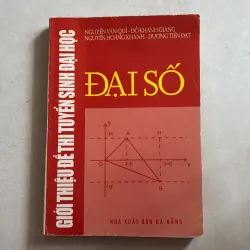 NGUYỄN VĂN QUÍ - ĐỖ KHÁNH GIANG
NGUYỄN HOÀNG KHANH - DƯƠNG TIẾN ĐẠT
GIỚI THIỆU ĐỀ THI TUYỂN SINH ĐẠI HỌC
ĐẠI SỐ
y
A
O
x
B
NHÀ XUẤT BẢN ĐÀ NẴNG